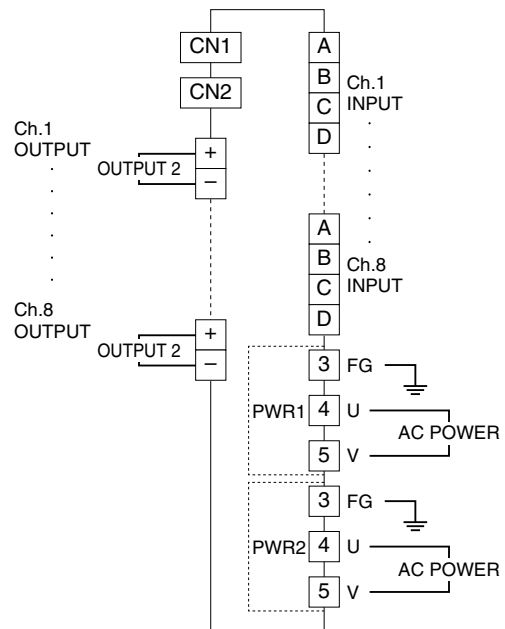 CN1
CN2
Ch.1
OUTPUT
OUTPUT 2
+
−
Ch.8
OUTPUT
OUTPUT 2
+
−
A
B
C
D
Ch.1
INPUT
A
B
C
D
Ch.8
INPUT
PWR1
3 FG
4 U
5 V
AC POWER
PWR2
3 FG
4 U
5 V
AC POWER